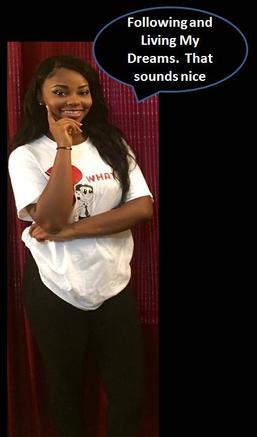 Following and
Living My
Dreams.  That
sounds nice
WHAT